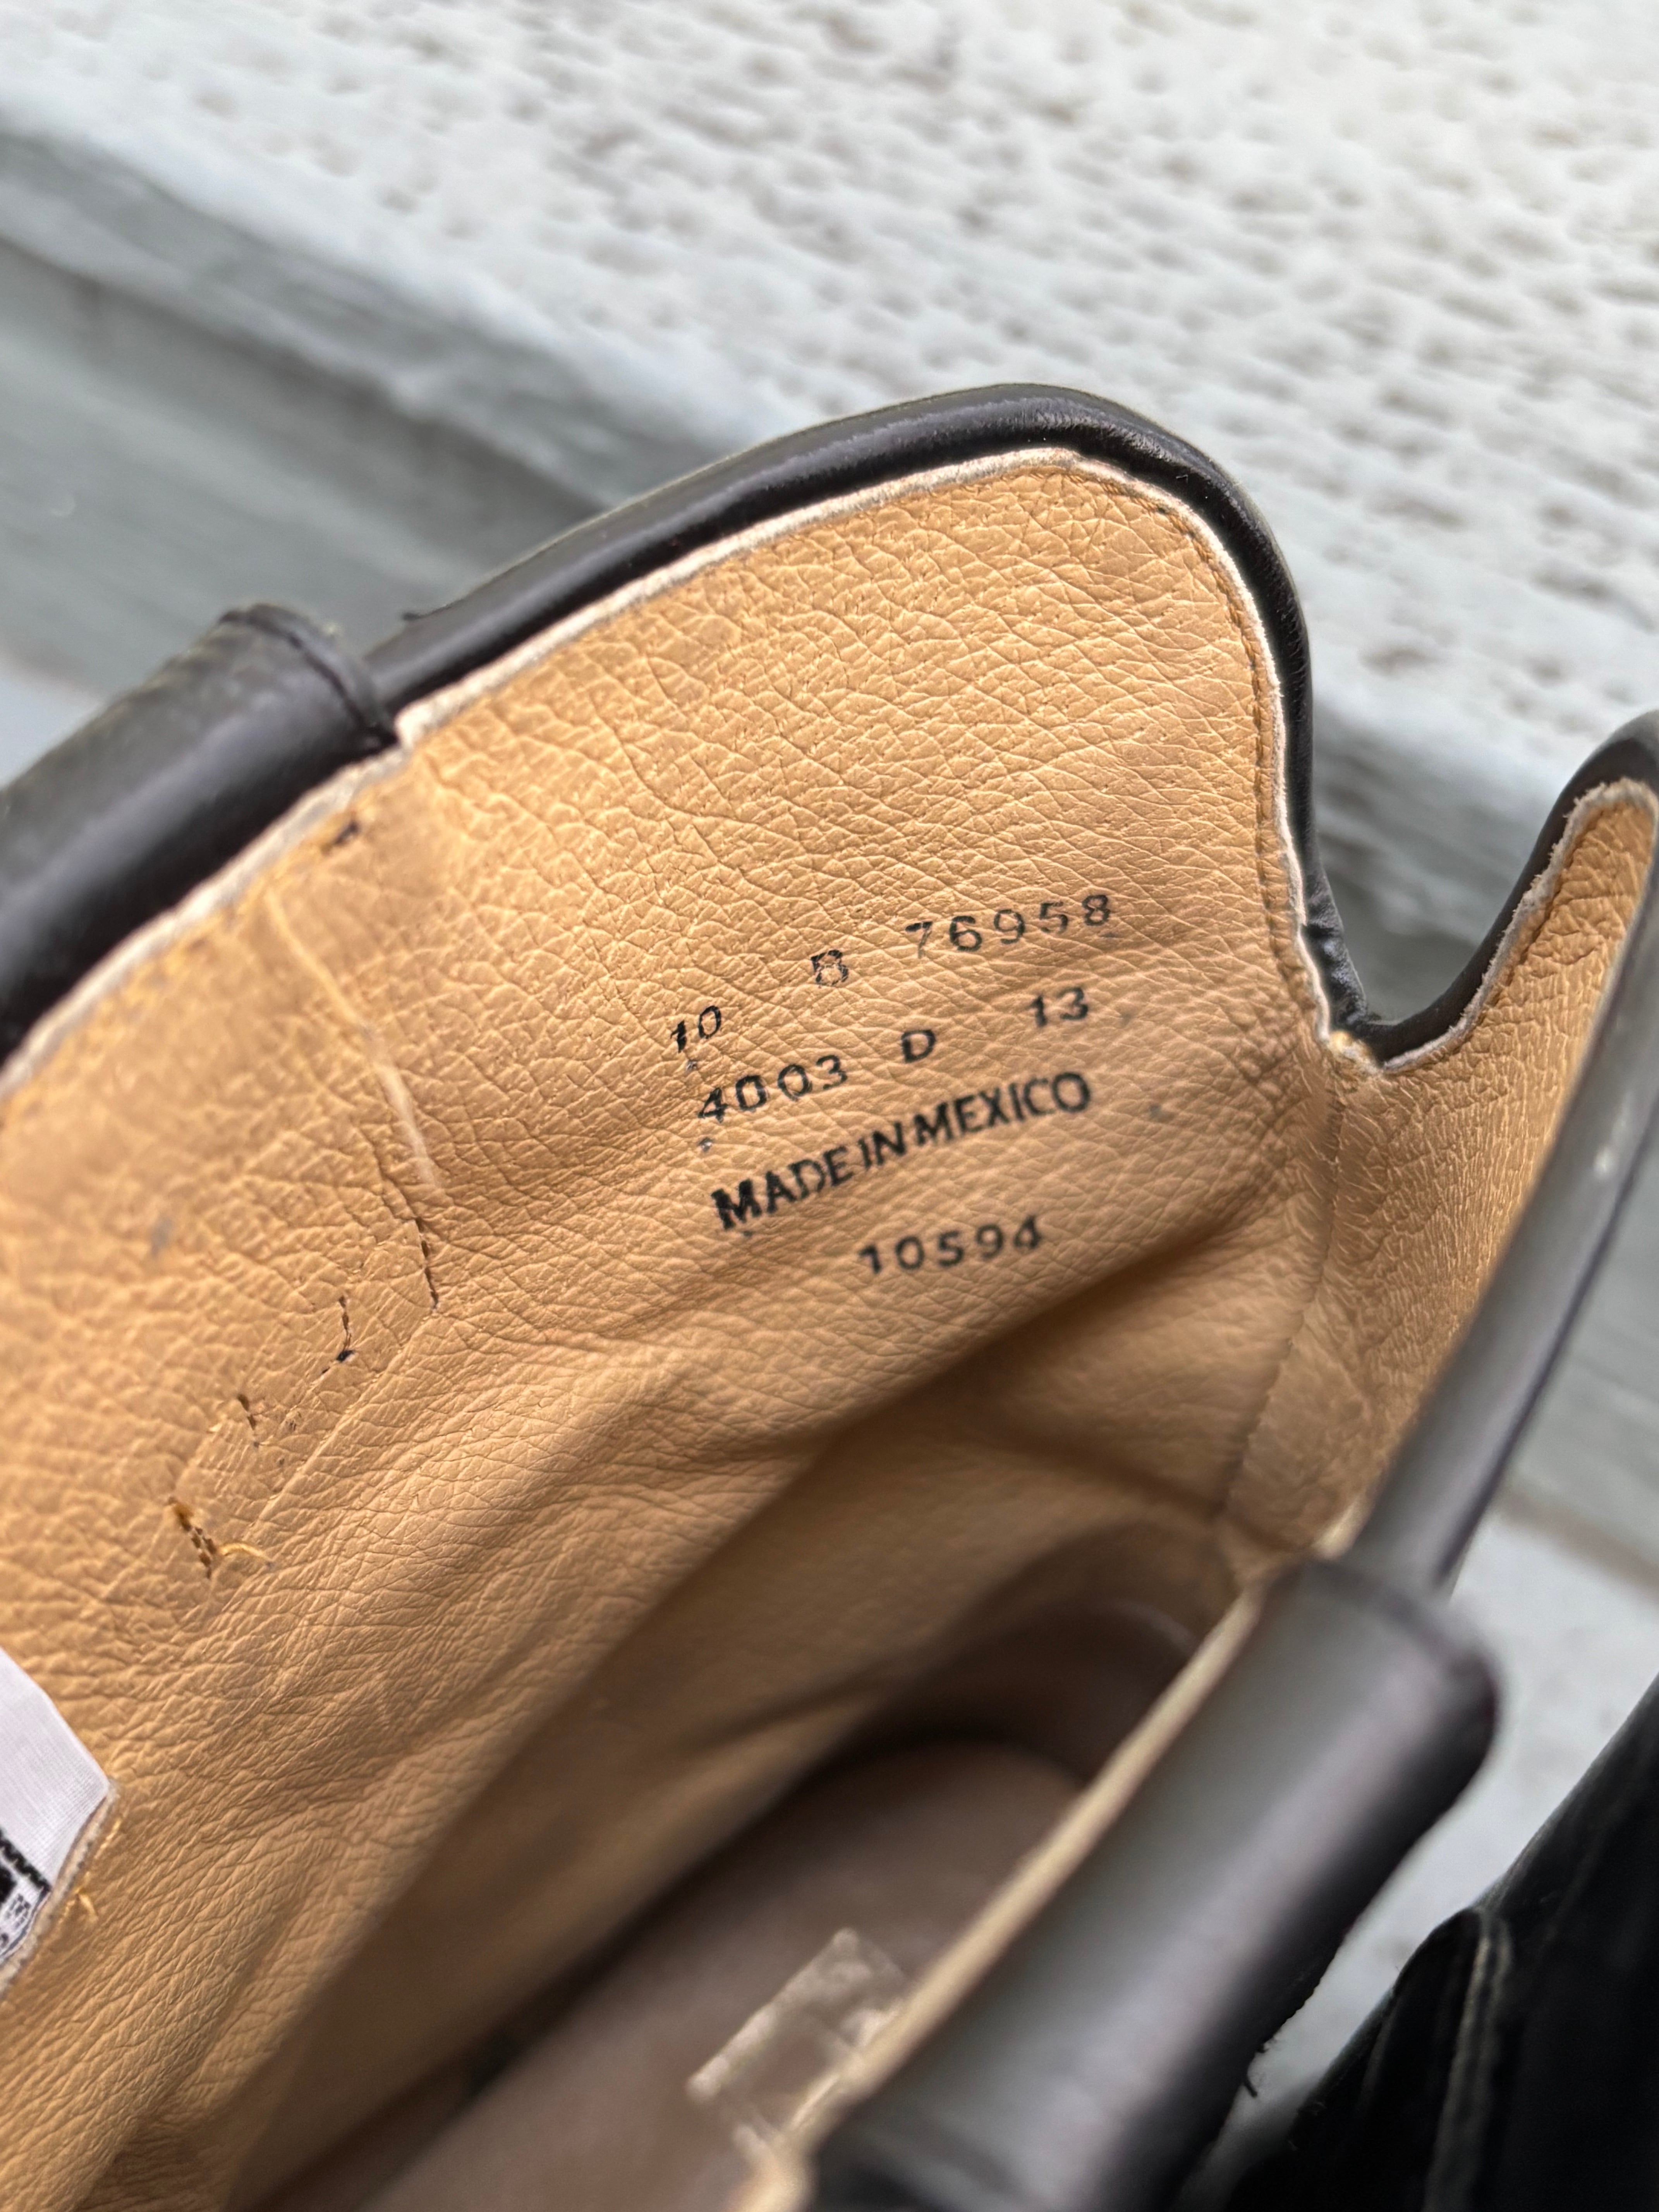 10 B 76958
4003 D 13
MADE IN MEXICO
10594